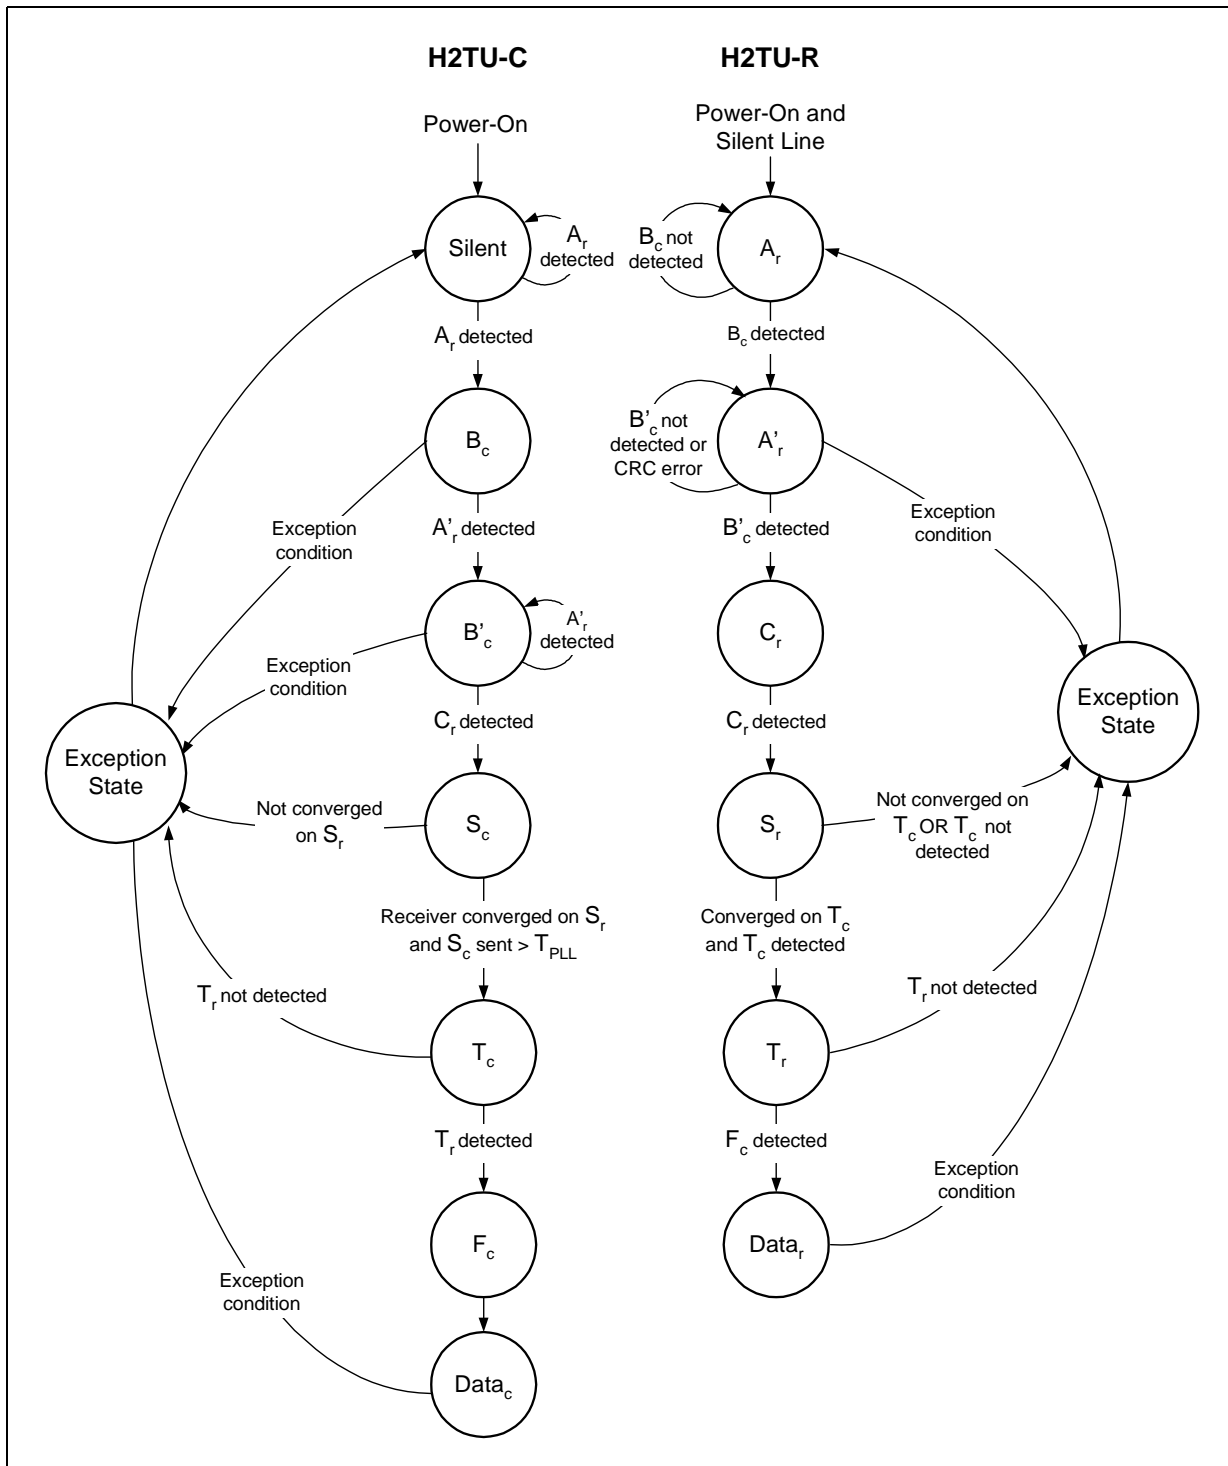 H2TU-C
Power-On
Silent
A_r detected
A_r detected
B_c
Exception condition
A'_r detected
B'_c
A'_r detected
Exception condition
C_r detected
Exception State
Not converged on S_r
S_c
Receiver converged on S_r and S_c sent > T_PLL
T_r not detected
T_c
T_r detected
F_c
Exception condition
Data_c
H2TU-R
Power-On and Silent Line
B_c not detected
A_r
B_c detected
B'_c not detected or CRC error
A'_r
Exception condition
B'_c detected
C_r
C_r detected
Exception State
S_r
Not converged on T_c OR T_c not detected
Converged on T_c and T_c detected
T_r not detected
T_r
F_c detected
Exception condition
Data_r